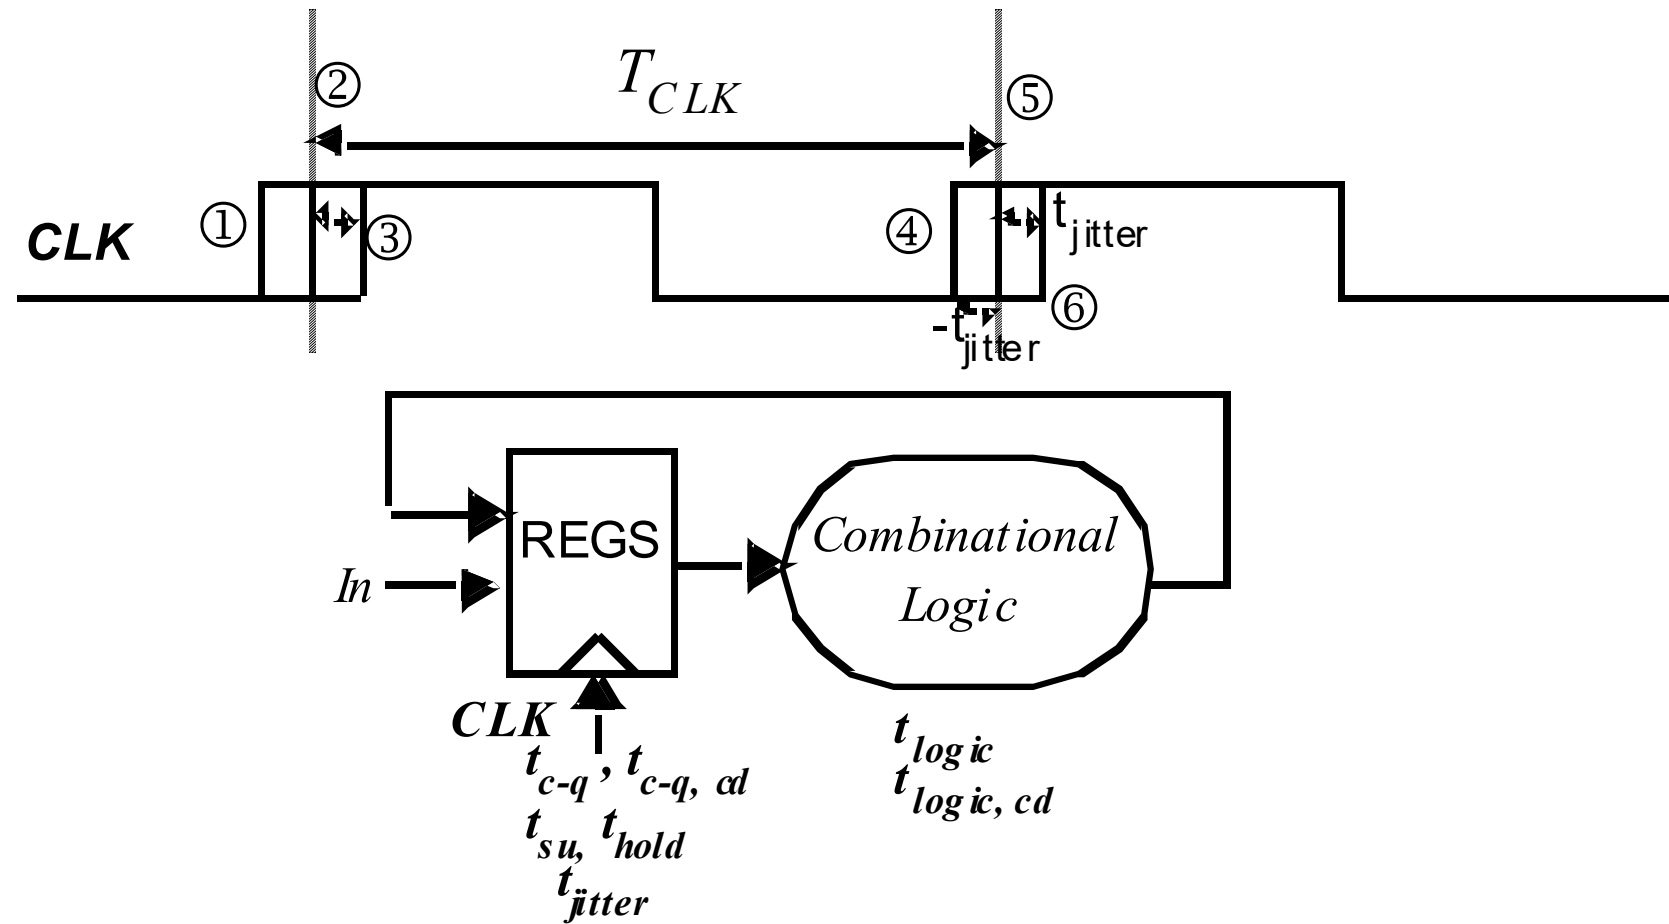 ② T_CLK ⑤
CLK ① ③ ④ t_jitter
⑥
-t_jitter
REGS
Combinational
In
Logic
CLK
t_c-q , t_c-q, cd
t_su, t_hold
t_jitter
t_logic
t_logic, cd